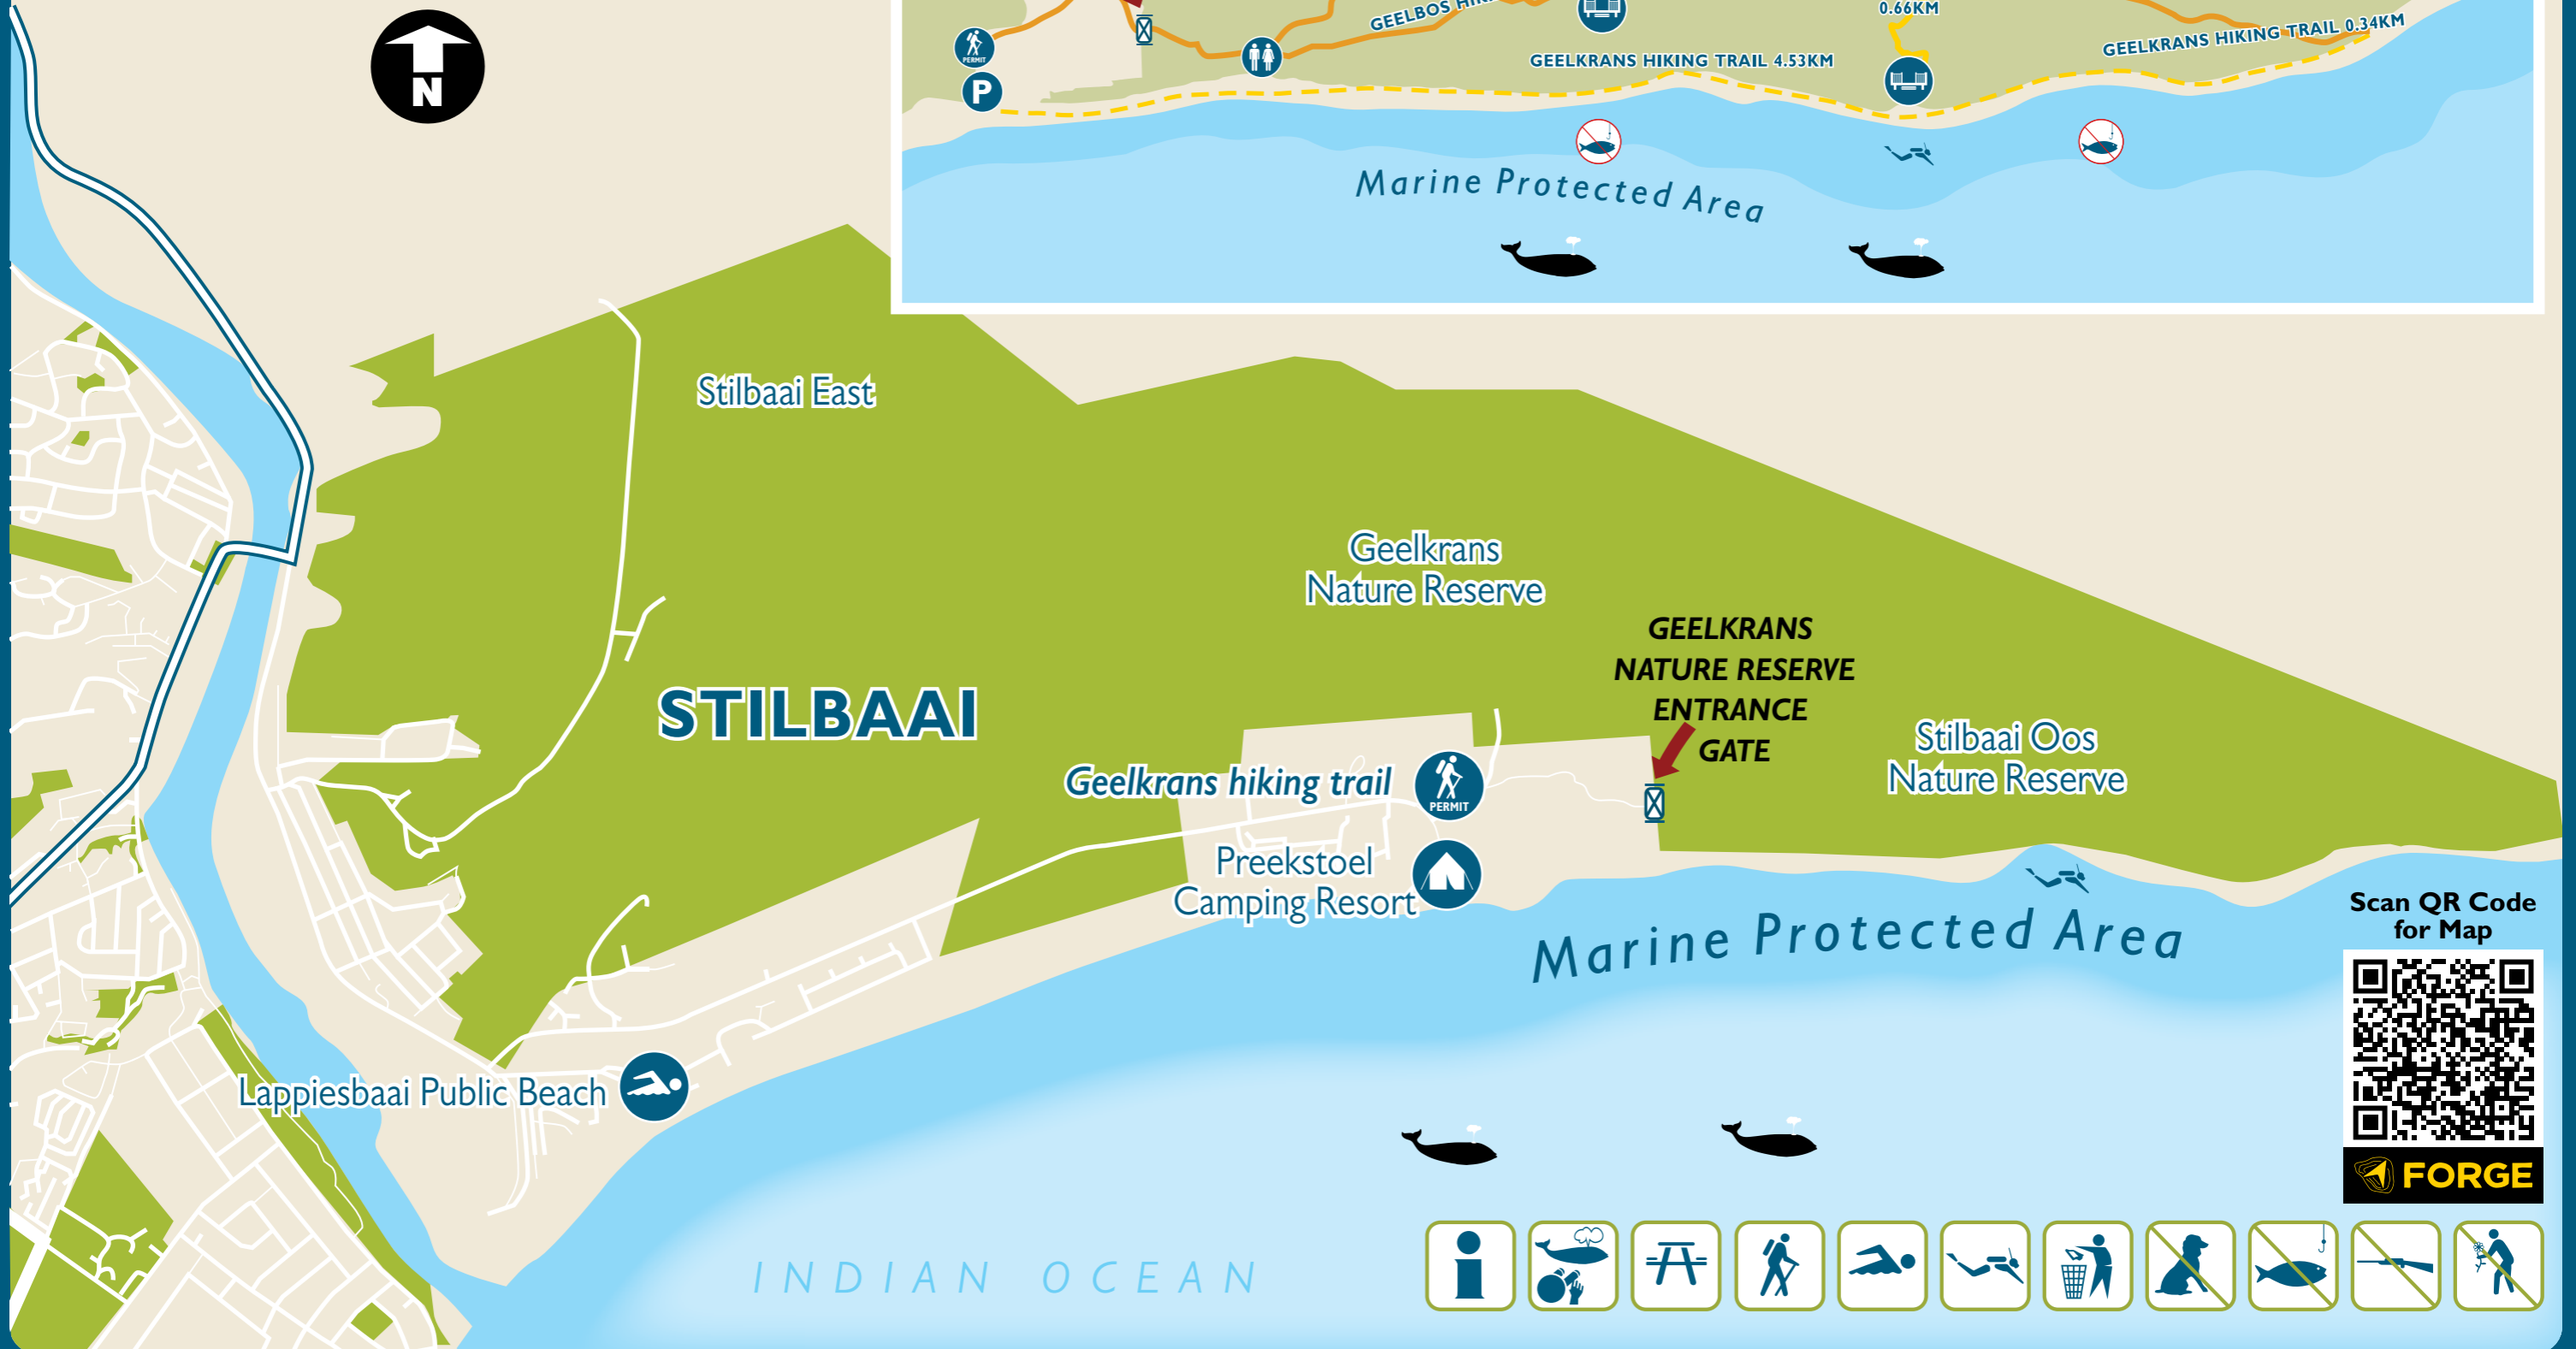 N
PERMIT
P
GEELBOS
GEELKRANS HIKING TRAIL 4.53KM
0.66KM
GEELKRANS HIKING TRAIL 0.34KM
Marine Protected Area
Stilbaai East
Geelkrans
Nature Reserve
GEELKRANS
NATURE RESERVE
ENTRANCE
GATE
STILBAAI
Stilbaai Oos
Nature Reserve
Geelkrans hiking trail
PERMIT
Preekstoel
Camping Resort
Marine Protected Area
Scan QR Code
for Map
FORGE
Lappiesbaai Public Beach
INDIAN OCEAN